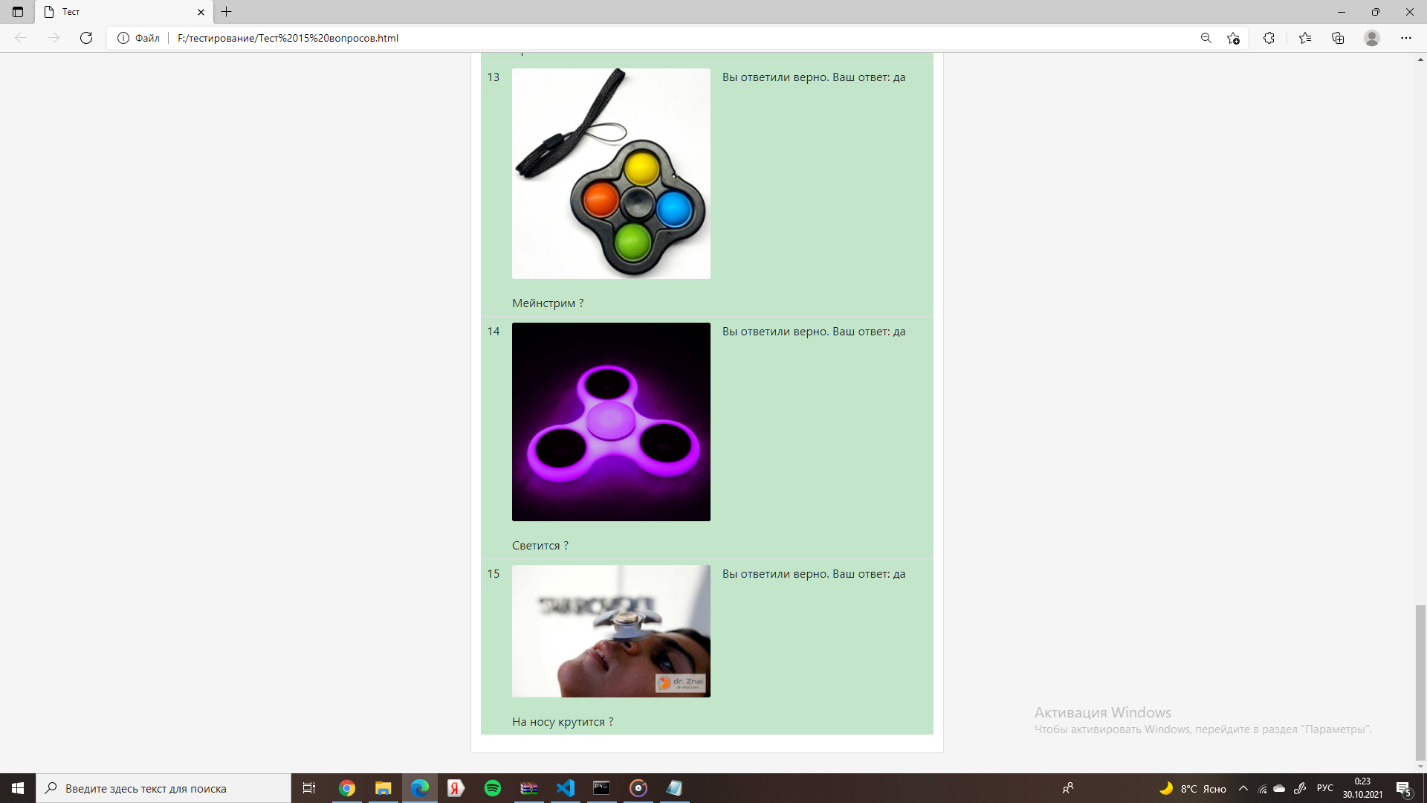 Тест
Файл
F:/тестирование/Тест%2015%20вопросов.html
13
Вы ответили верно. Ваш ответ: да
Мейнстрим ?
14
Вы ответили верно. Ваш ответ: да
Светится ?
15
Вы ответили верно. Ваш ответ: да
dr. Znai
На носу крутится ?
Активация Windows
Чтобы активировать Windows, перейдите в раздел "Параметры".
Введите здесь текст для поиска
Я
8°C Ясно
РУС
0:23
30.10.2021
5